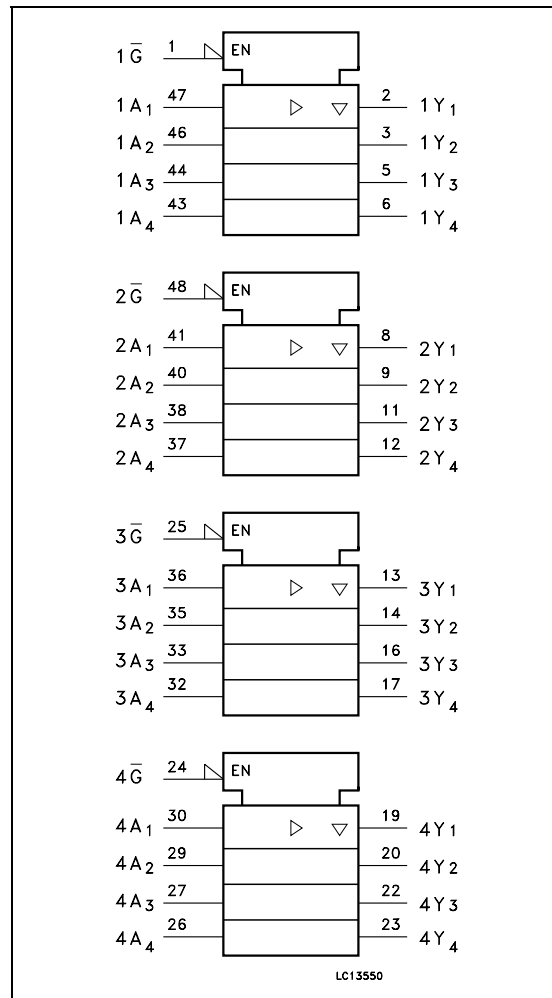 1G̅ 1 EN
1A1 47 2 1Y1
1A2 46 3 1Y2
1A3 44 5 1Y3
1A4 43 6 1Y4
2G̅ 48 EN
2A1 41 8 2Y1
2A2 40 9 2Y2
2A3 38 11 2Y3
2A4 37 12 2Y4
3G̅ 25 EN
3A1 36 13 3Y1
3A2 35 14 3Y2
3A3 33 16 3Y3
3A4 32 17 3Y4
4G̅ 24 EN
4A1 30 19 4Y1
4A2 29 20 4Y2
4A3 27 22 4Y3
4A4 26 23 4Y4
LC13550